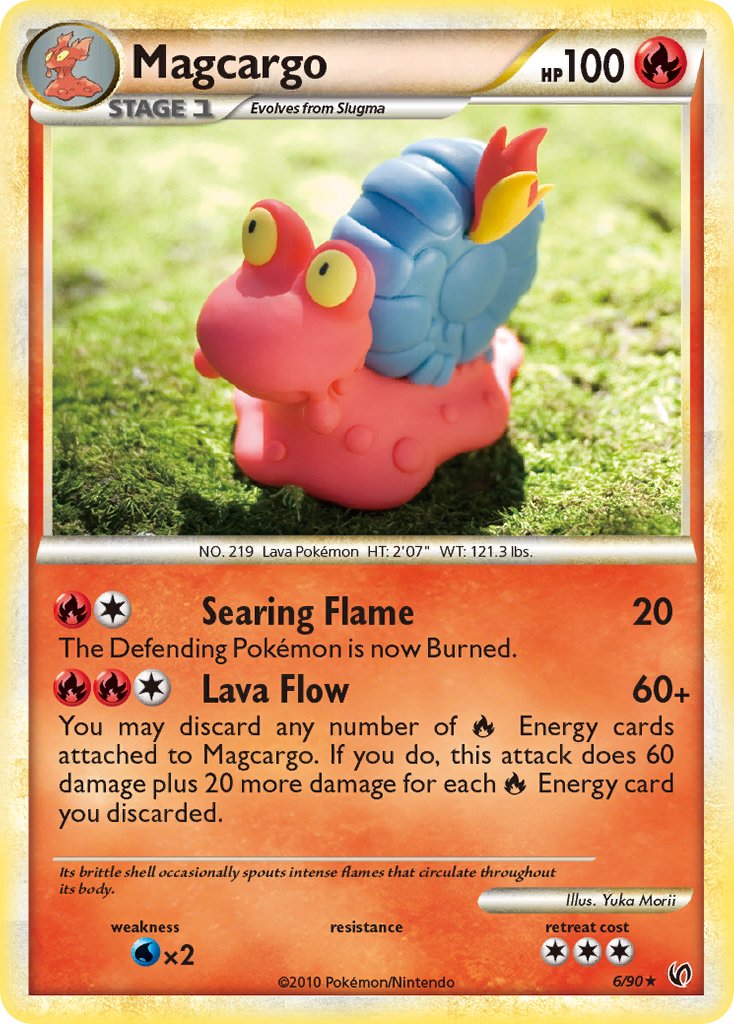 Magcargo HP100
STAGE 1 Evolves from Slugma
NO. 219 Lava Pokémon HT: 2'07" WT: 121.3 lbs.
Searing Flame 20
The Defending Pokémon is now Burned.
Lava Flow 60+
You may discard any number of Energy cards
attached to Magcargo. If you do, this attack does 60
damage plus 20 more damage for each Energy card
you discarded.
Its brittle shell occasionally spouts intense flames that circulate throughout
its body.
Illus. Yuka Morii
weakness resistance retreat cost
×2
©2010 Pokémon/Nintendo 6/90★